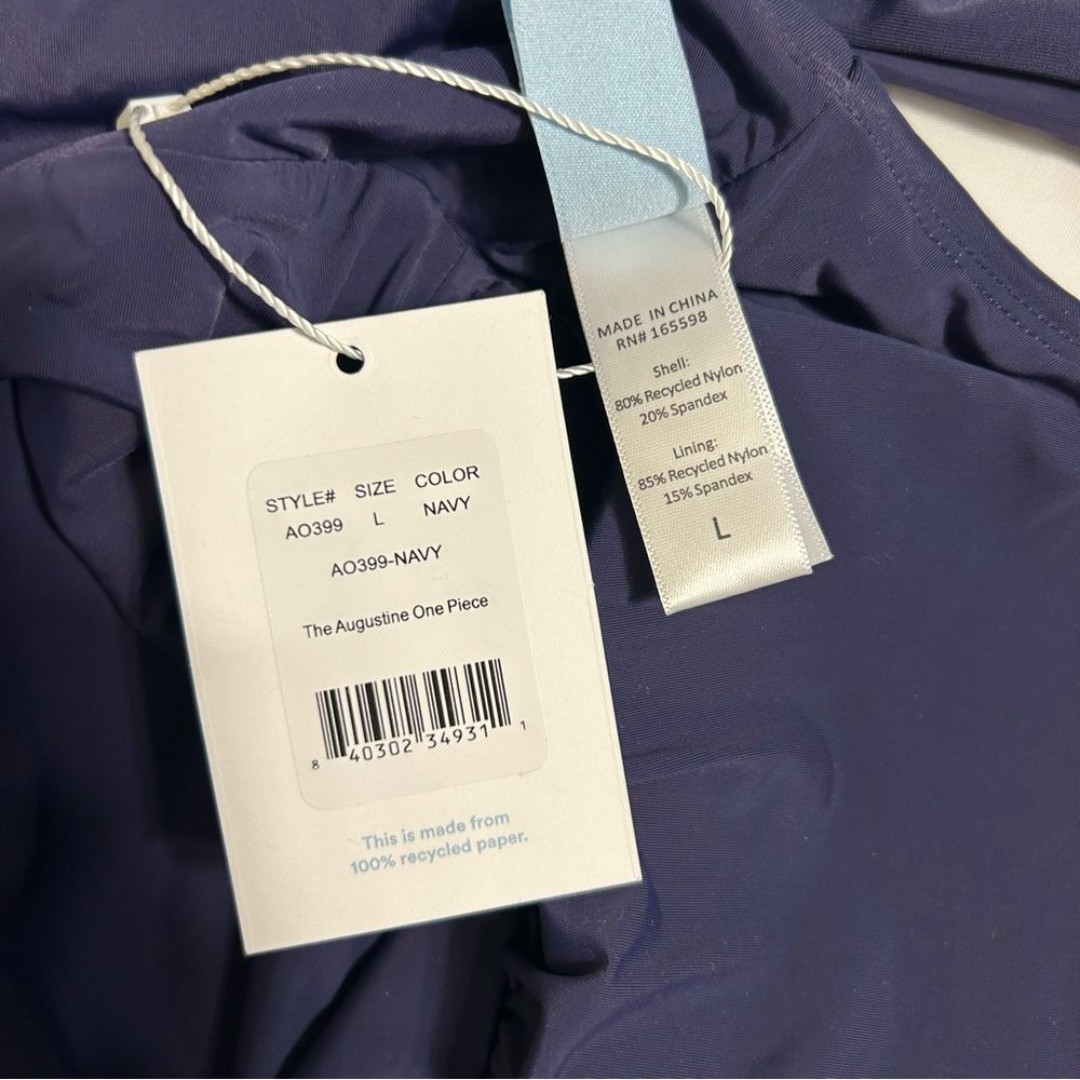 STYLE# SIZE COLOR
AO399 L NAVY
AO399-NAVY
The Augustine One Piece
8 40302 34931 1
This is made from
100% recycled paper.
MADE IN CHINA
RN# 165598
Shell:
80% Recycled Nylon
20% Spandex
Lining:
85% Recycled Nylon
15% Spandex
L